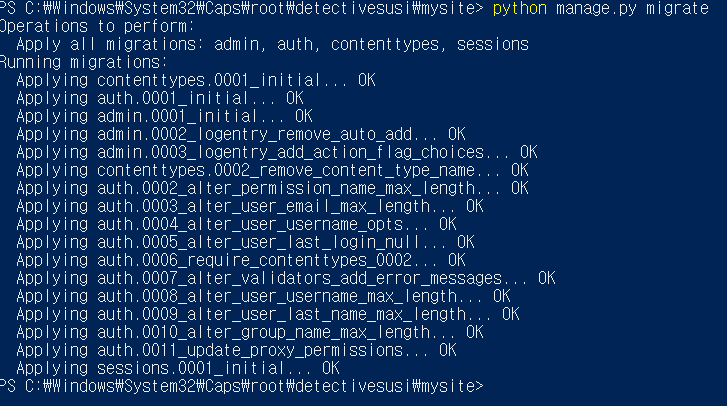 PS C:₩Windows₩System32₩Caps₩root₩detectivesusi₩mysite> python manage.py migrate
Operations to perform:
  Apply all migrations: admin, auth, contenttypes, sessions
Running migrations:
  Applying contenttypes.0001_initial... OK
  Applying auth.0001_initial... OK
  Applying admin.0001_initial... OK
  Applying admin.0002_logentry_remove_auto_add... OK
  Applying admin.0003_logentry_add_action_flag_choices... OK
  Applying contenttypes.0002_remove_content_type_name... OK
  Applying auth.0002_alter_permission_name_max_length... OK
  Applying auth.0003_alter_user_email_max_length... OK
  Applying auth.0004_alter_user_username_opts... OK
  Applying auth.0005_alter_user_last_login_null... OK
  Applying auth.0006_require_contenttypes_0002... OK
  Applying auth.0007_alter_validators_add_error_messages... OK
  Applying auth.0008_alter_user_username_max_length... OK
  Applying auth.0009_alter_user_last_name_max_length... OK
  Applying auth.0010_alter_group_name_max_length... OK
  Applying auth.0011_update_proxy_permissions... OK
  Applying sessions.0001_initial... OK
PS C:₩Windows₩System32₩Caps₩root₩detectivesusi₩mysite>